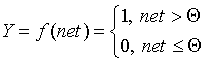 Y = f(net) = { 1, net > Θ
0, net ≤ Θ